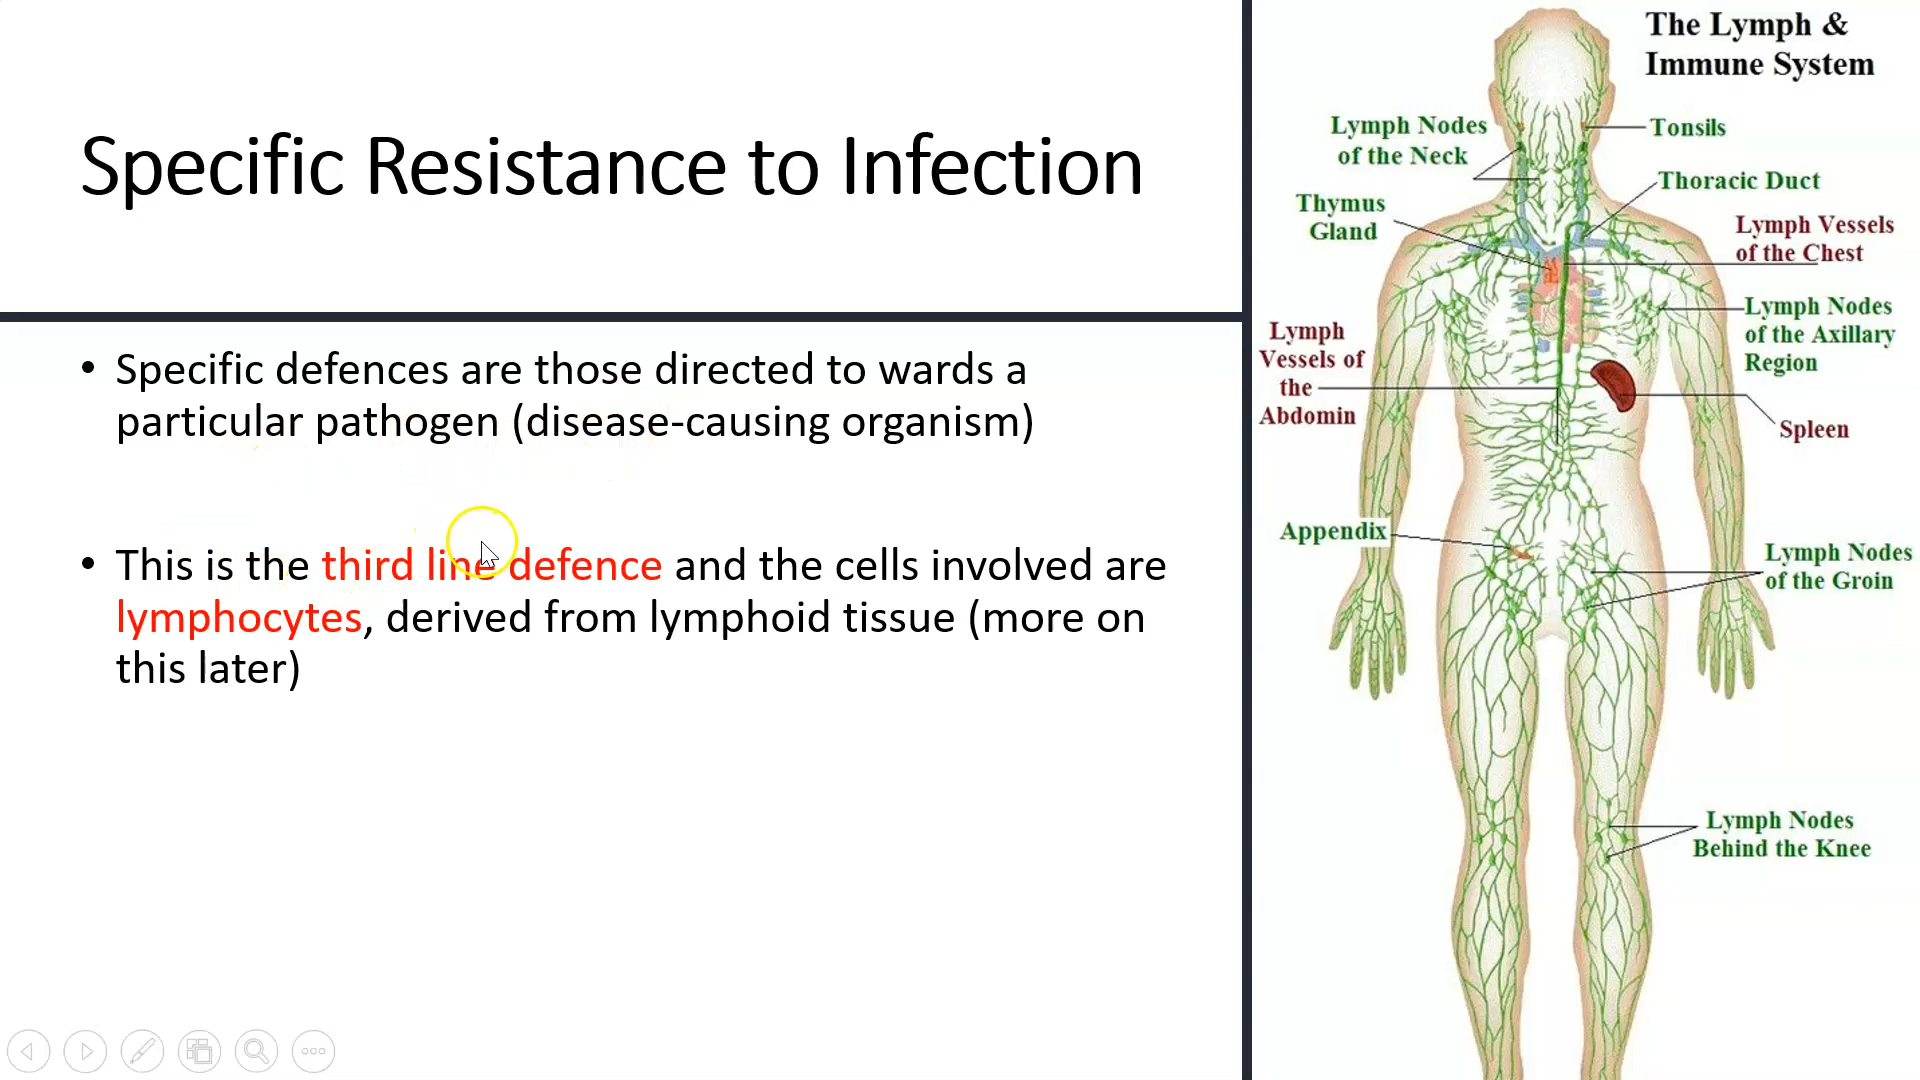 Specific Resistance to Infection
• Specific defences are those directed to wards a
particular pathogen (disease-causing organism)
• This is the third line defence and the cells involved are
lymphocytes, derived from lymphoid tissue (more on
this later)
The Lymph &
Immune System
Lymph Nodes
of the Neck
Tonsils
Thoracic Duct
Thymus
Gland
Lymph Vessels
of the Chest
Lymph Nodes
of the Axillary
Region
Lymph
Vessels of
the
Abdomin
Spleen
Appendix
Lymph Nodes
of the Groin
Lymph Nodes
Behind the Knee